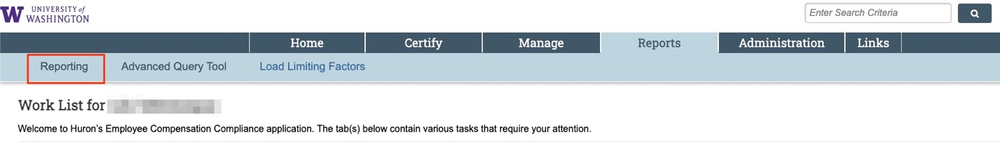 W UNIVERSITY of
WASHINGTON
Enter Search Criteria
Home Certify Manage Reports Administration Links
Reporting Advanced Query Tool Load Limiting Factors
Work List for
Welcome to Huron's Employee Compensation Compliance application. The tab(s) below contain various tasks that require your attention.